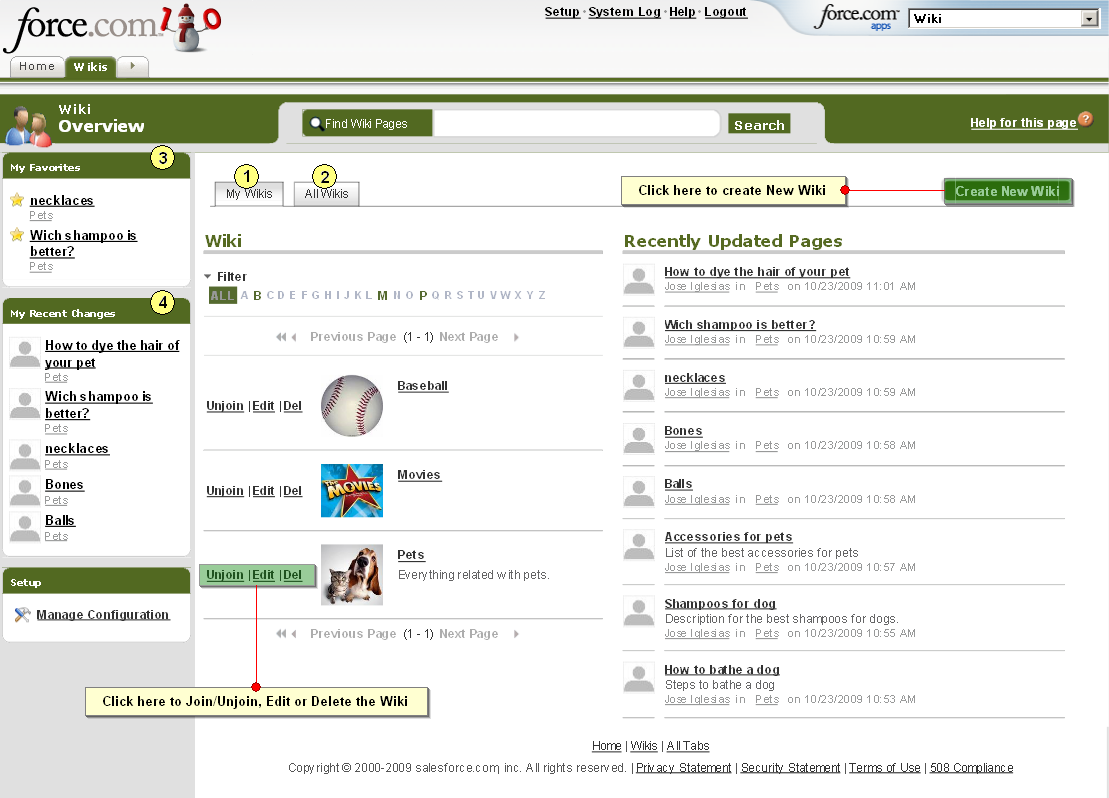 force.com 10
Setup · System Log · Help · Logout
force.com apps
Wiki
Home
Wikis
Wiki
Overview
Find Wiki Pages
Search
Help for this page
?
3
My Favorites
necklaces
Pets
Wich shampoo is
better?
Pets
4
My Recent Changes
How to dye the hair of
your pet
Pets
Wich shampoo is
better?
Pets
necklaces
Pets
Bones
Pets
Balls
Pets
Setup
Manage Configuration
1
My Wikis
2
All Wikis
Click here to create New Wiki
Create New Wiki
Wiki
Filter
ALL A B C D E F G H I J K L M N O P Q R S T U V W X Y Z
Previous Page (1 - 1) Next Page
Unjoin | Edit | Del
Baseball
Unjoin | Edit | Del
THE MOVIES
Movies
Unjoin | Edit | Del
Pets
Everything related with pets.
Previous Page (1 - 1) Next Page
Click here to Join/Unjoin, Edit or Delete the Wiki
Recently Updated Pages
How to dye the hair of your pet
Jose Iglesias in Pets on 10/23/2009 11:01 AM
Wich shampoo is better?
Jose Iglesias in Pets on 10/23/2009 10:59 AM
necklaces
Jose Iglesias in Pets on 10/23/2009 10:59 AM
Bones
Jose Iglesias in Pets on 10/23/2009 10:58 AM
Balls
Jose Iglesias in Pets on 10/23/2009 10:58 AM
Accessories for pets
List of the best accessories for pets
Jose Iglesias in Pets on 10/23/2009 10:57 AM
Shampoos for dog
Description for the best shampoos for dogs.
Jose Iglesias in Pets on 10/23/2009 10:55 AM
How to bathe a dog
Steps to bathe a dog
Jose Iglesias in Pets on 10/23/2009 10:53 AM
Home | Wikis | All Tabs
Copyright © 2000-2009 salesforce.com, inc. All rights reserved. | Privacy Statement | Security Statement | Terms of Use | 508 Compliance